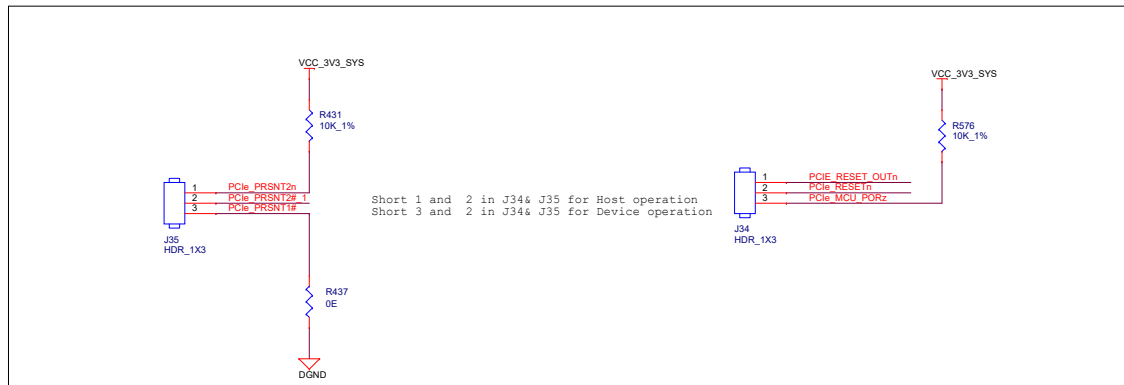 VCC_3V3_SYS
R431
10K_1%
1 PCIe_PRSNT2n
2 PCIe_PRSNT2#_1
3 PCIe_PRSNT1#
J35
HDR_1X3
R437
0E
DGND
Short 1 and  2 in J34& J35 for Host operation
Short 3 and  2 in J34& J35 for Device operation
VCC_3V3_SYS
R576
10K_1%
1 PCIE_RESET_OUTn
2 PCIe_RESETn
3 PCIe_MCU_PORz
J34
HDR_1X3